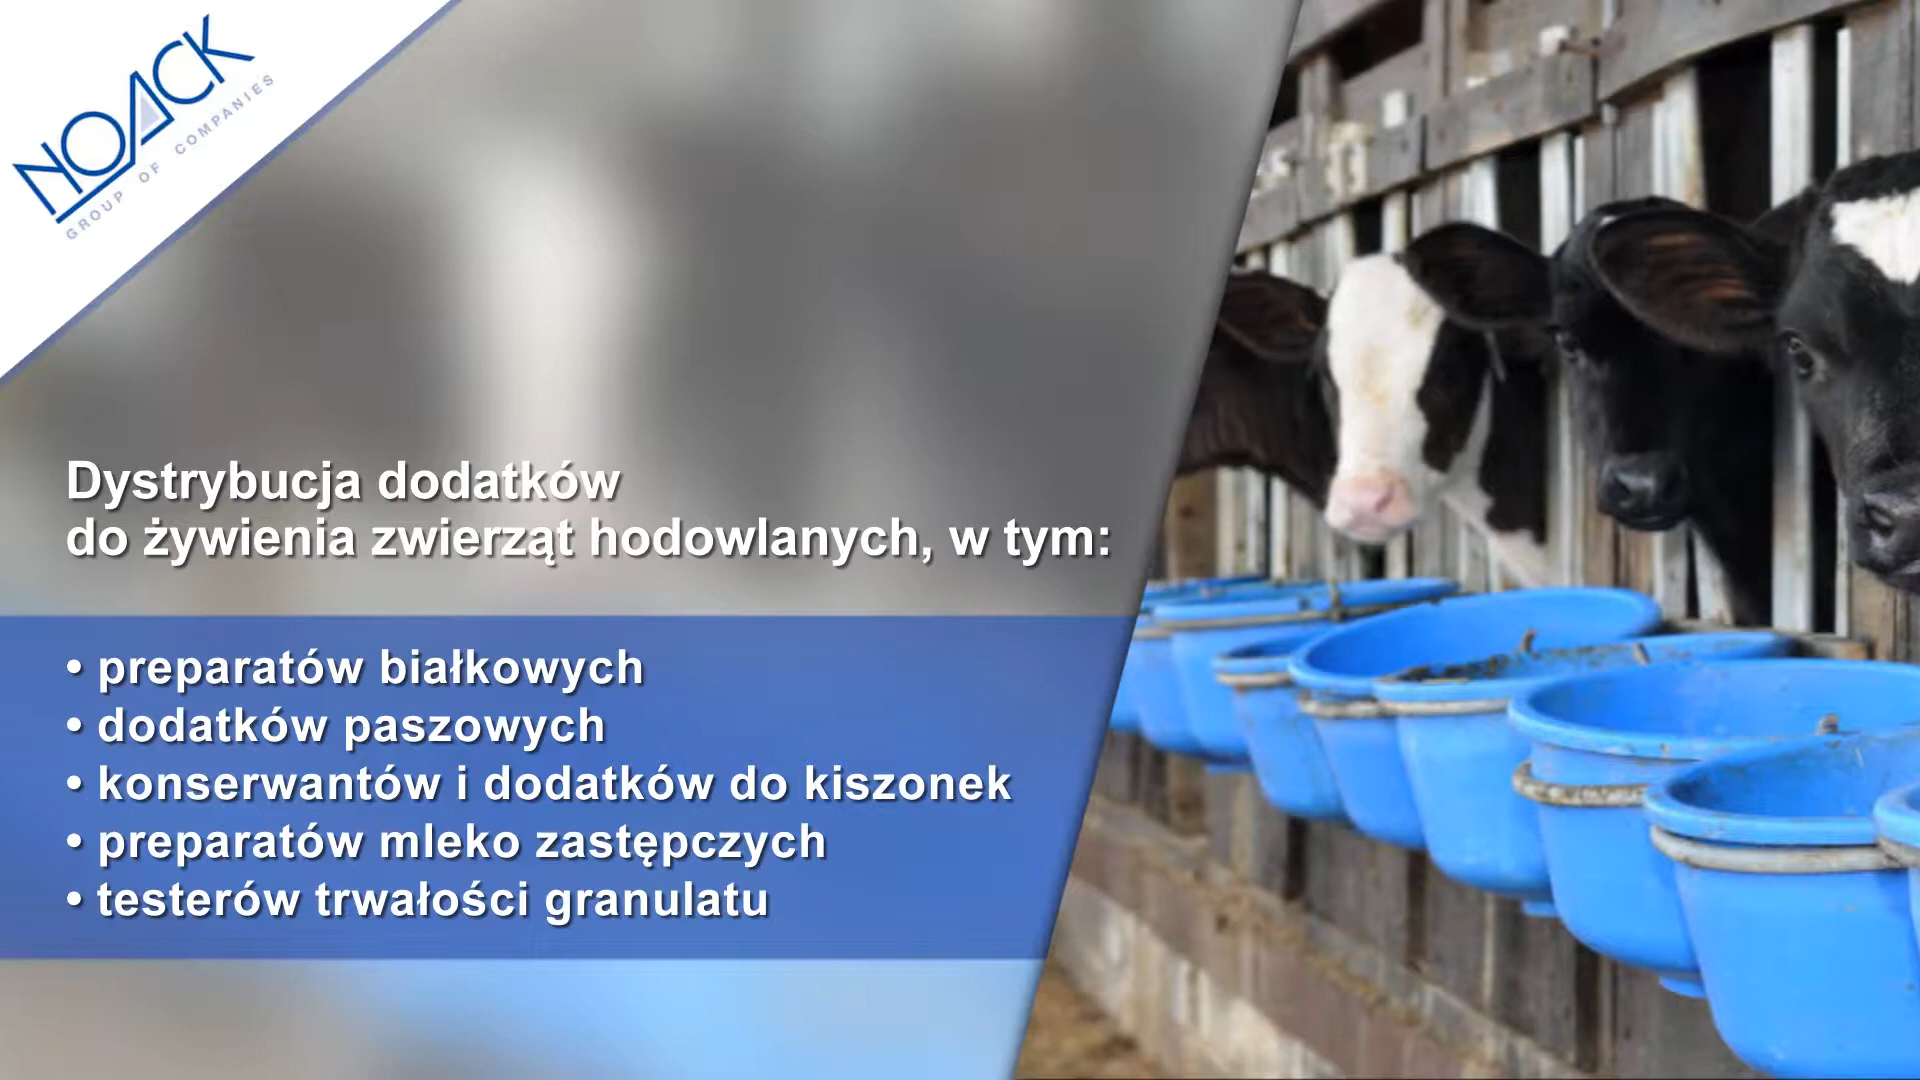 NOACK
GROUP OF COMPANIES
Dystrybucja dodatków
do żywienia zwierząt hodowlanych, w tym:
• preparatów białkowych
• dodatków paszowych
• konserwantów i dodatków do kiszonek
• preparatów mleko zastępczych
• testerów trwałości granulatu